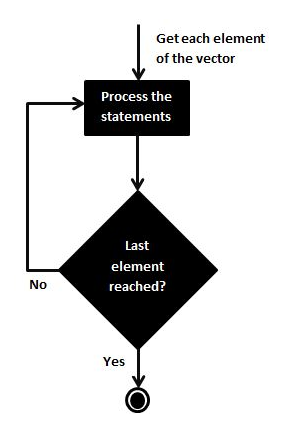 Get each element
of the vector
Process the
statements
Last
element
reached?
No
Yes